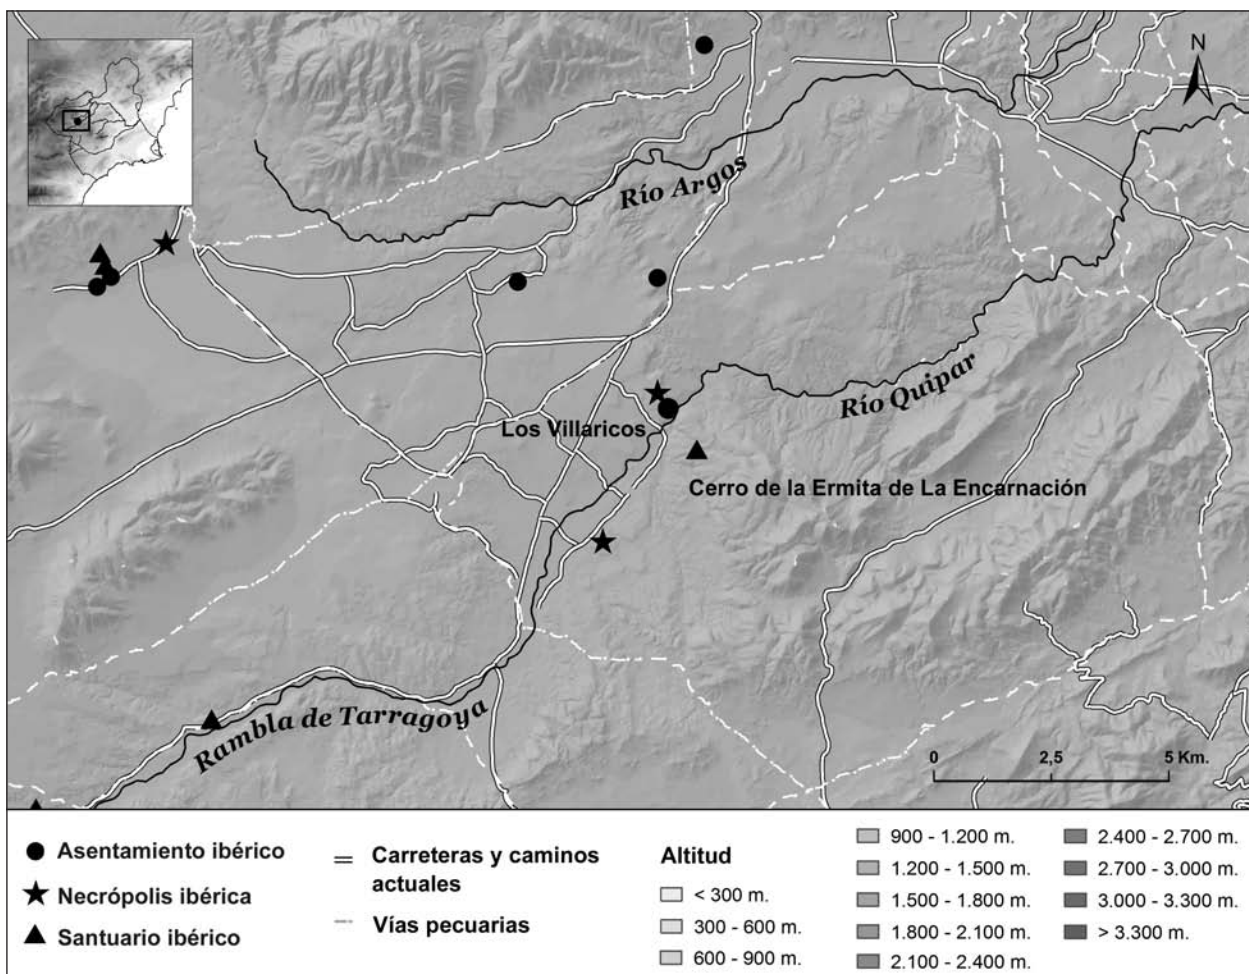 N
Río Argos
Río Quipar
Los Villaricos
Cerro de la Ermita de La Encarnación
Rambla de Tarragoya
0 2,5 5 Km.
Asentamiento ibérico
Necrópolis ibérica
Santuario ibérico
Carreteras y caminos
actuales
Vías pecuarias
Altitud
< 300 m.
300 - 600 m.
600 - 900 m.
900 - 1.200 m.
1.200 - 1.500 m.
1.500 - 1.800 m.
1.800 - 2.100 m.
2.100 - 2.400 m.
2.400 - 2.700 m.
2.700 - 3.000 m.
3.000 - 3.300 m.
> 3.300 m.